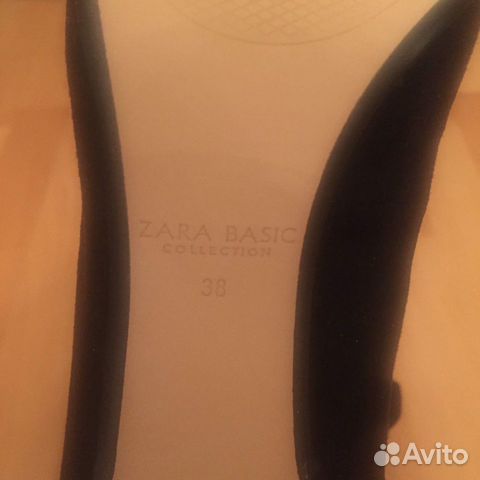 ZARA BASIC
COLLECTION
38
Avito